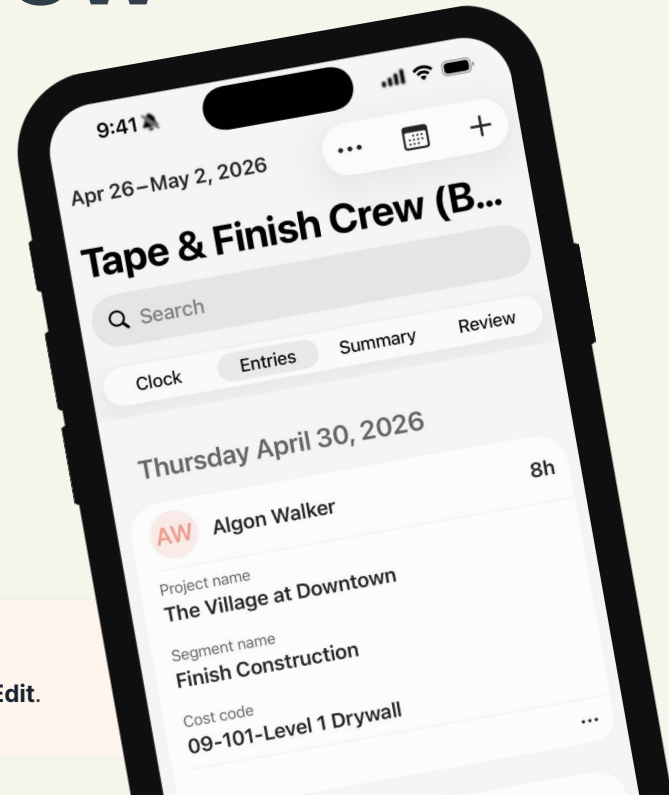 9:41
Apr 26–May 2, 2026
Tape & Finish Crew (B...
Search
Clock Entries Summary Review
Thursday April 30, 2026
AW Algon Walker 8h
Project name
The Village at Downtown
Segment name
Finish Construction
Edit.
Cost code
09-101-Level 1 Drywall